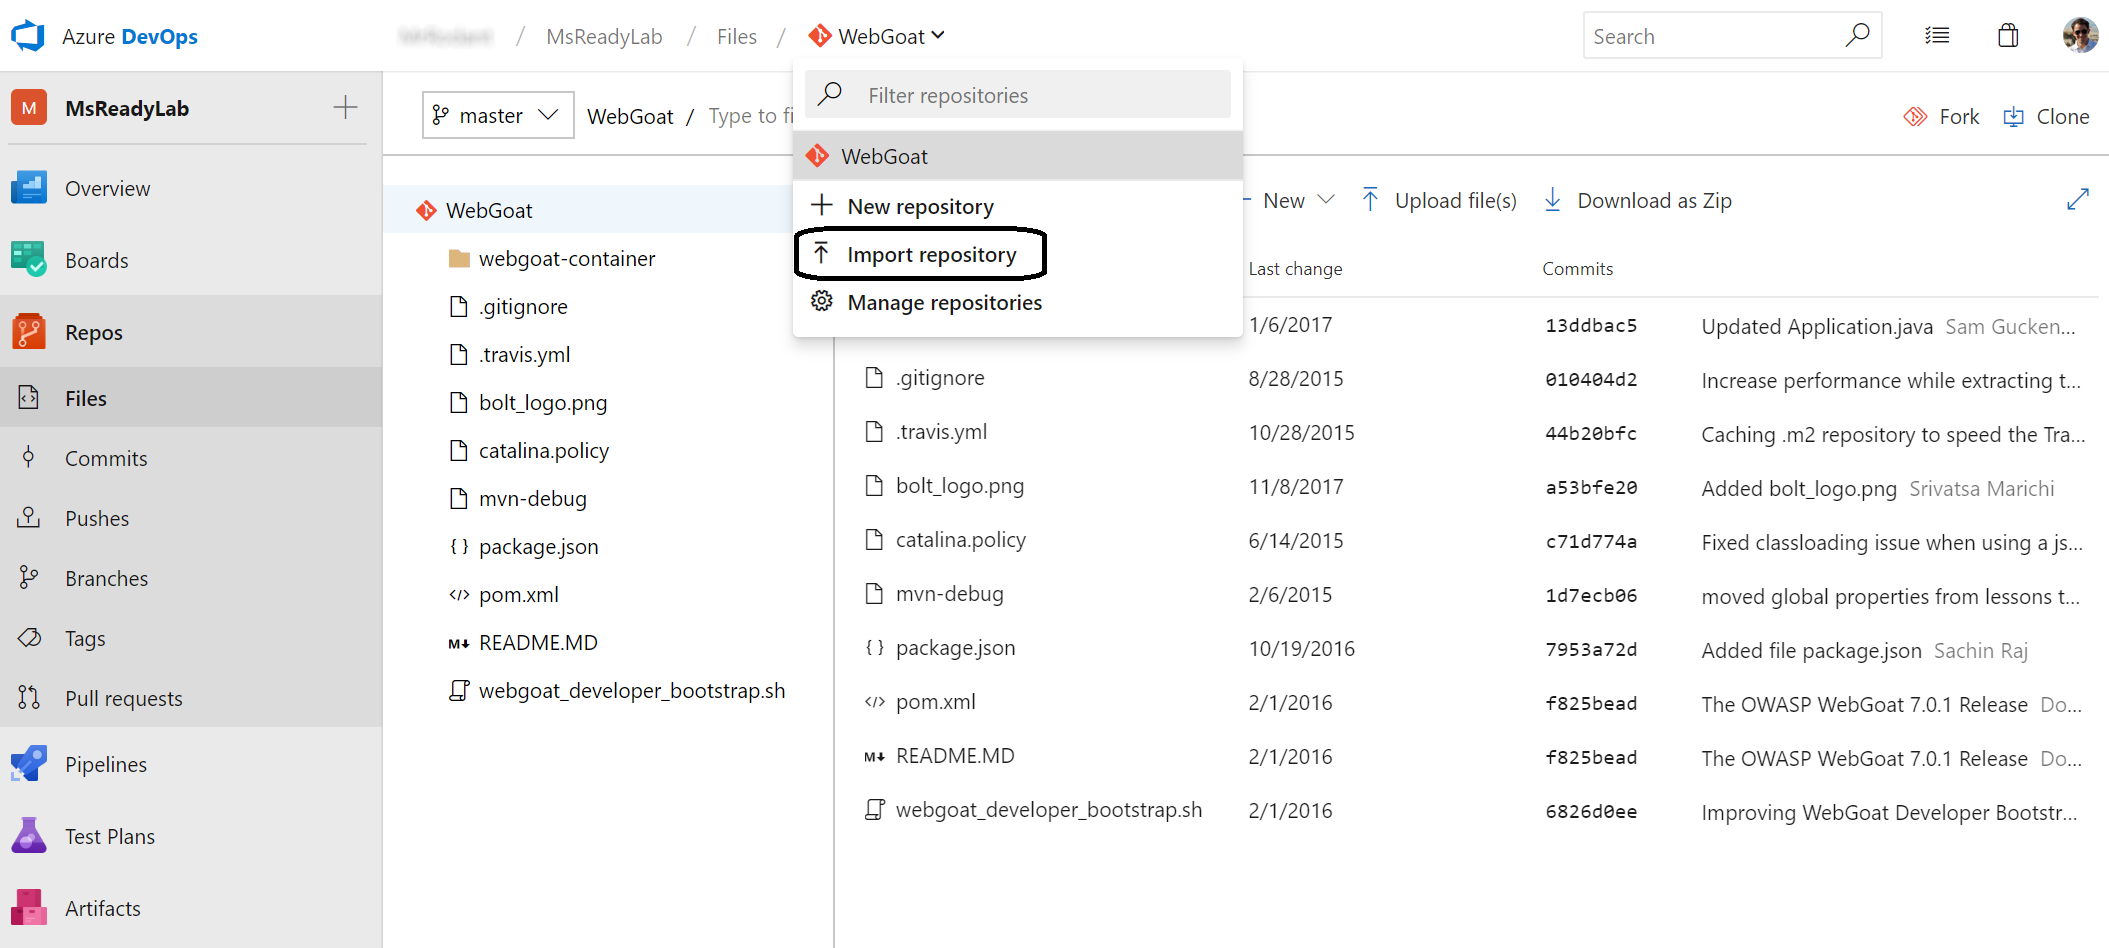 Azure DevOps
/ MsReadyLab / Files / WebGoat
Search
M MsReadyLab
master
WebGoat / Type to fi
Filter repositories
WebGoat
New repository
Import repository
Manage repositories
Fork
Clone
Overview
Boards
Repos
Files
Commits
Pushes
Branches
Tags
Pull requests
Pipelines
Test Plans
Artifacts
WebGoat
webgoat-container
.gitignore
.travis.yml
bolt_logo.png
catalina.policy
mvn-debug
{ } package.json
</> pom.xml
M↓ README.MD
webgoat_developer_bootstrap.sh
New
Upload file(s)
Download as Zip
Last change Commits
1/6/2017 13ddbac5 Updated Application.java Sam Gucken...
.gitignore 8/28/2015 010404d2 Increase performance while extracting t...
.travis.yml 10/28/2015 44b20bfc Caching .m2 repository to speed the Tra...
bolt_logo.png 11/8/2017 a53bfe20 Added bolt_logo.png Srivatsa Marichi
catalina.policy 6/14/2015 c71d774a Fixed classloading issue when using a js...
mvn-debug 2/6/2015 1d7ecb06 moved global properties from lessons t...
{ } package.json 10/19/2016 7953a72d Added file package.json Sachin Raj
</> pom.xml 2/1/2016 f825bead The OWASP WebGoat 7.0.1 Release Do...
M↓ README.MD 2/1/2016 f825bead The OWASP WebGoat 7.0.1 Release Do...
webgoat_developer_bootstrap.sh 2/1/2016 6826d0ee Improving WebGoat Developer Bootstr...